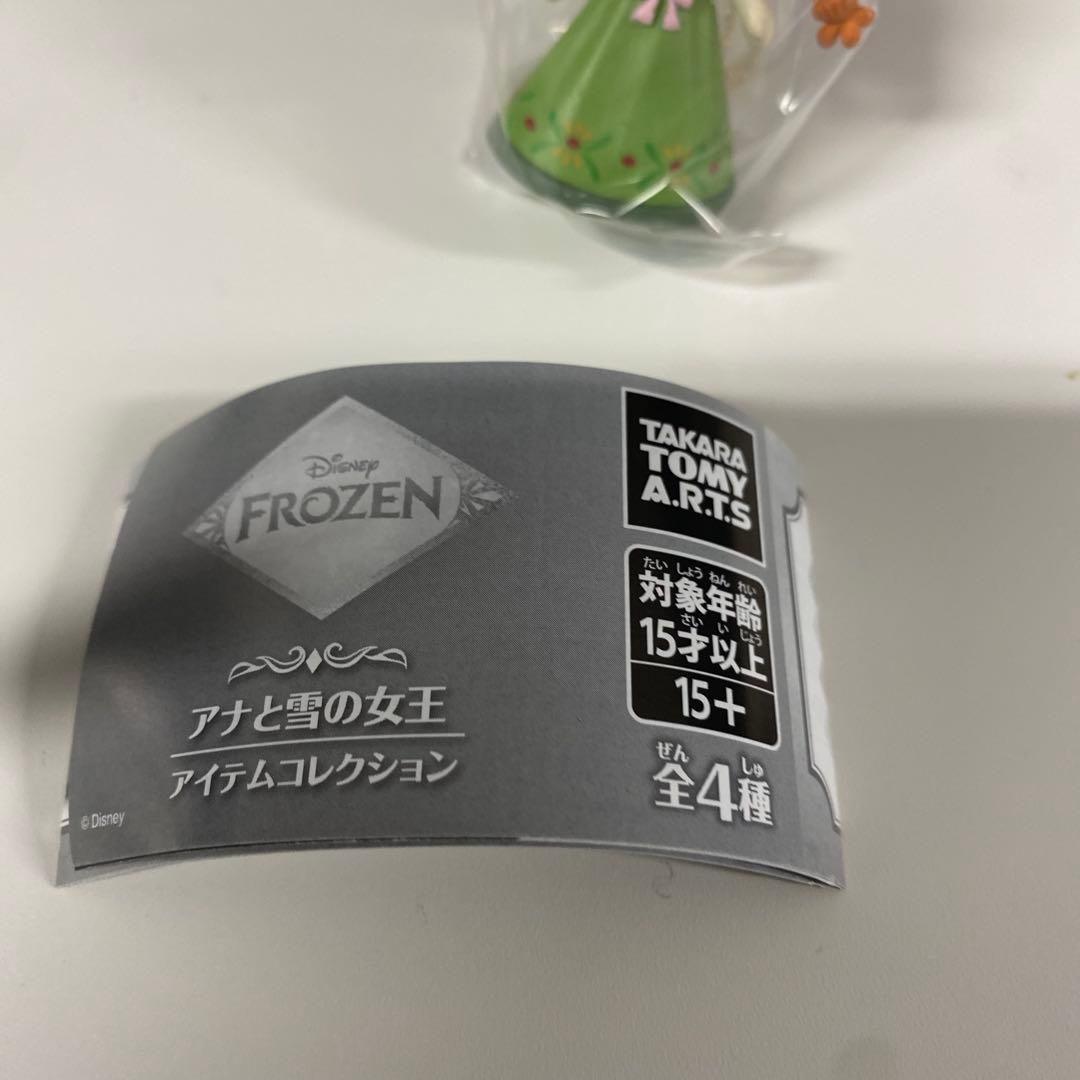 Disney
FROZEN
アナと雪の女王
アイテムコレクション
© Disney
TAKARA
TOMY
A.R.T.S
たいしょうねんれい
対象年齢
さいいじょう
15才以上
15+
ぜんしゅ
全4種